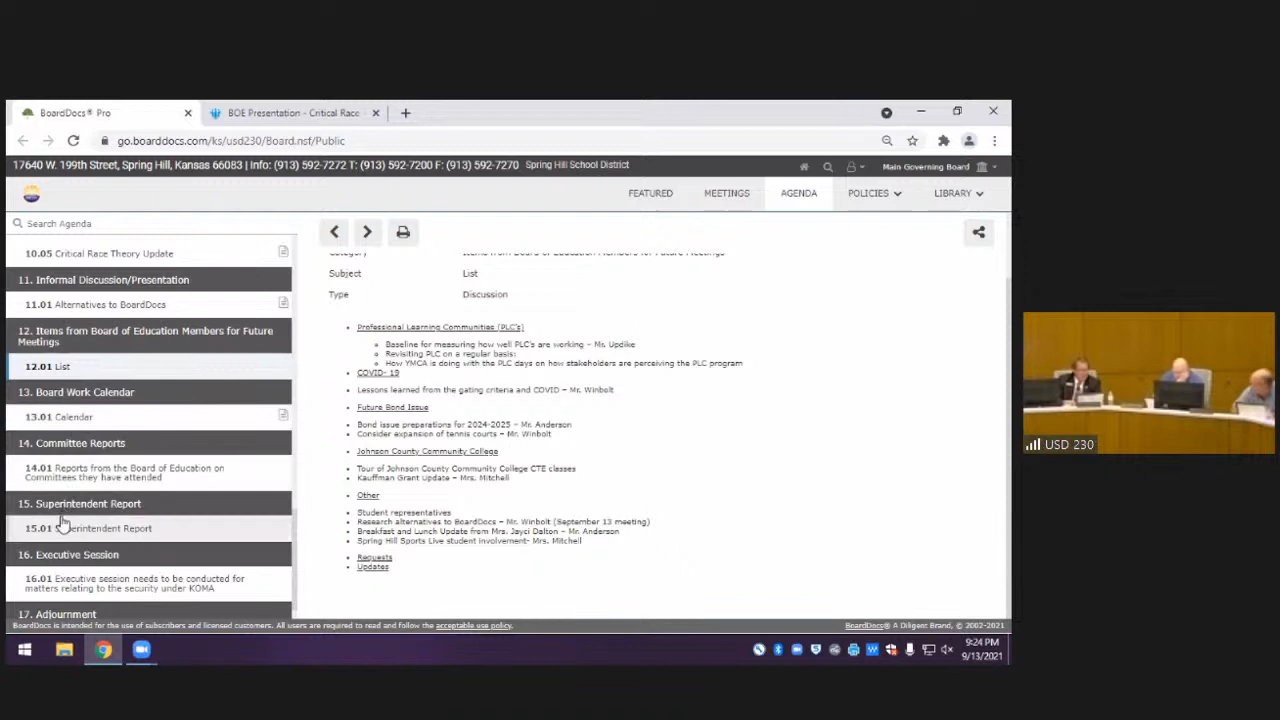 BoardDocs® Pro
BOE Presentation - Critical Race
go.boarddocs.com/ks/usd230/Board.nsf/Public
17640 W. 199th Street, Spring Hill, Kansas 66083 | Info: (913) 592-7272 T: (913) 592-7200 F: (913) 592-7270 Spring Hill School District
Main Governing Board
FEATURED MEETINGS AGENDA POLICIES LIBRARY
Search Agenda
10.05 Critical Race Theory Update
11. Informal Discussion/Presentation
11.01 Alternatives to BoardDocs
12. Items from Board of Education Members for Future
Meetings
12.01 List
13. Board Work Calendar
13.01 Calendar
14. Committee Reports
14.01 Reports from the Board of Education on
Committees they have attended
15. Superintendent Report
15.01 Superintendent Report
16. Executive Session
16.01 Executive session needs to be conducted for
matters relating to the security under KOMA
17. Adjournment
Category Items from Board of Education Members for Future Meetings
Subject List
Type Discussion
Professional Learning Communities (PLC's)
Baseline for measuring how well PLC's are working – Mr. Updike
Revisiting PLC on a regular basis:
How YMCA is doing with the PLC days on how stakeholders are perceiving the PLC program
COVID- 19
Lessons learned from the gating criteria and COVID – Mr. Winbolt
Future Bond Issue
Bond issue preparations for 2024-2025 – Mr. Anderson
Consider expansion of tennis courts – Mr. Winbolt
Johnson County Community College
Tour of Johnson County Community College CTE classes
Kauffman Grant Update – Mrs. Mitchell
Other
Student representatives
Research alternatives to BoardDocs – Mr. Winbolt (September 13 meeting)
Breakfast and Lunch Update from Mrs. Jayci Dalton – Mr. Anderson
Spring Hill Sports Live student involvement- Mrs. Mitchell
Requests
Updates
BoardDocs is intended for the use of subscribers and licensed customers. All users are required to read and follow the acceptable use policy.
BoardDocs® A Diligent Brand, © 2002-2021
9:24 PM
9/13/2021
USD 230